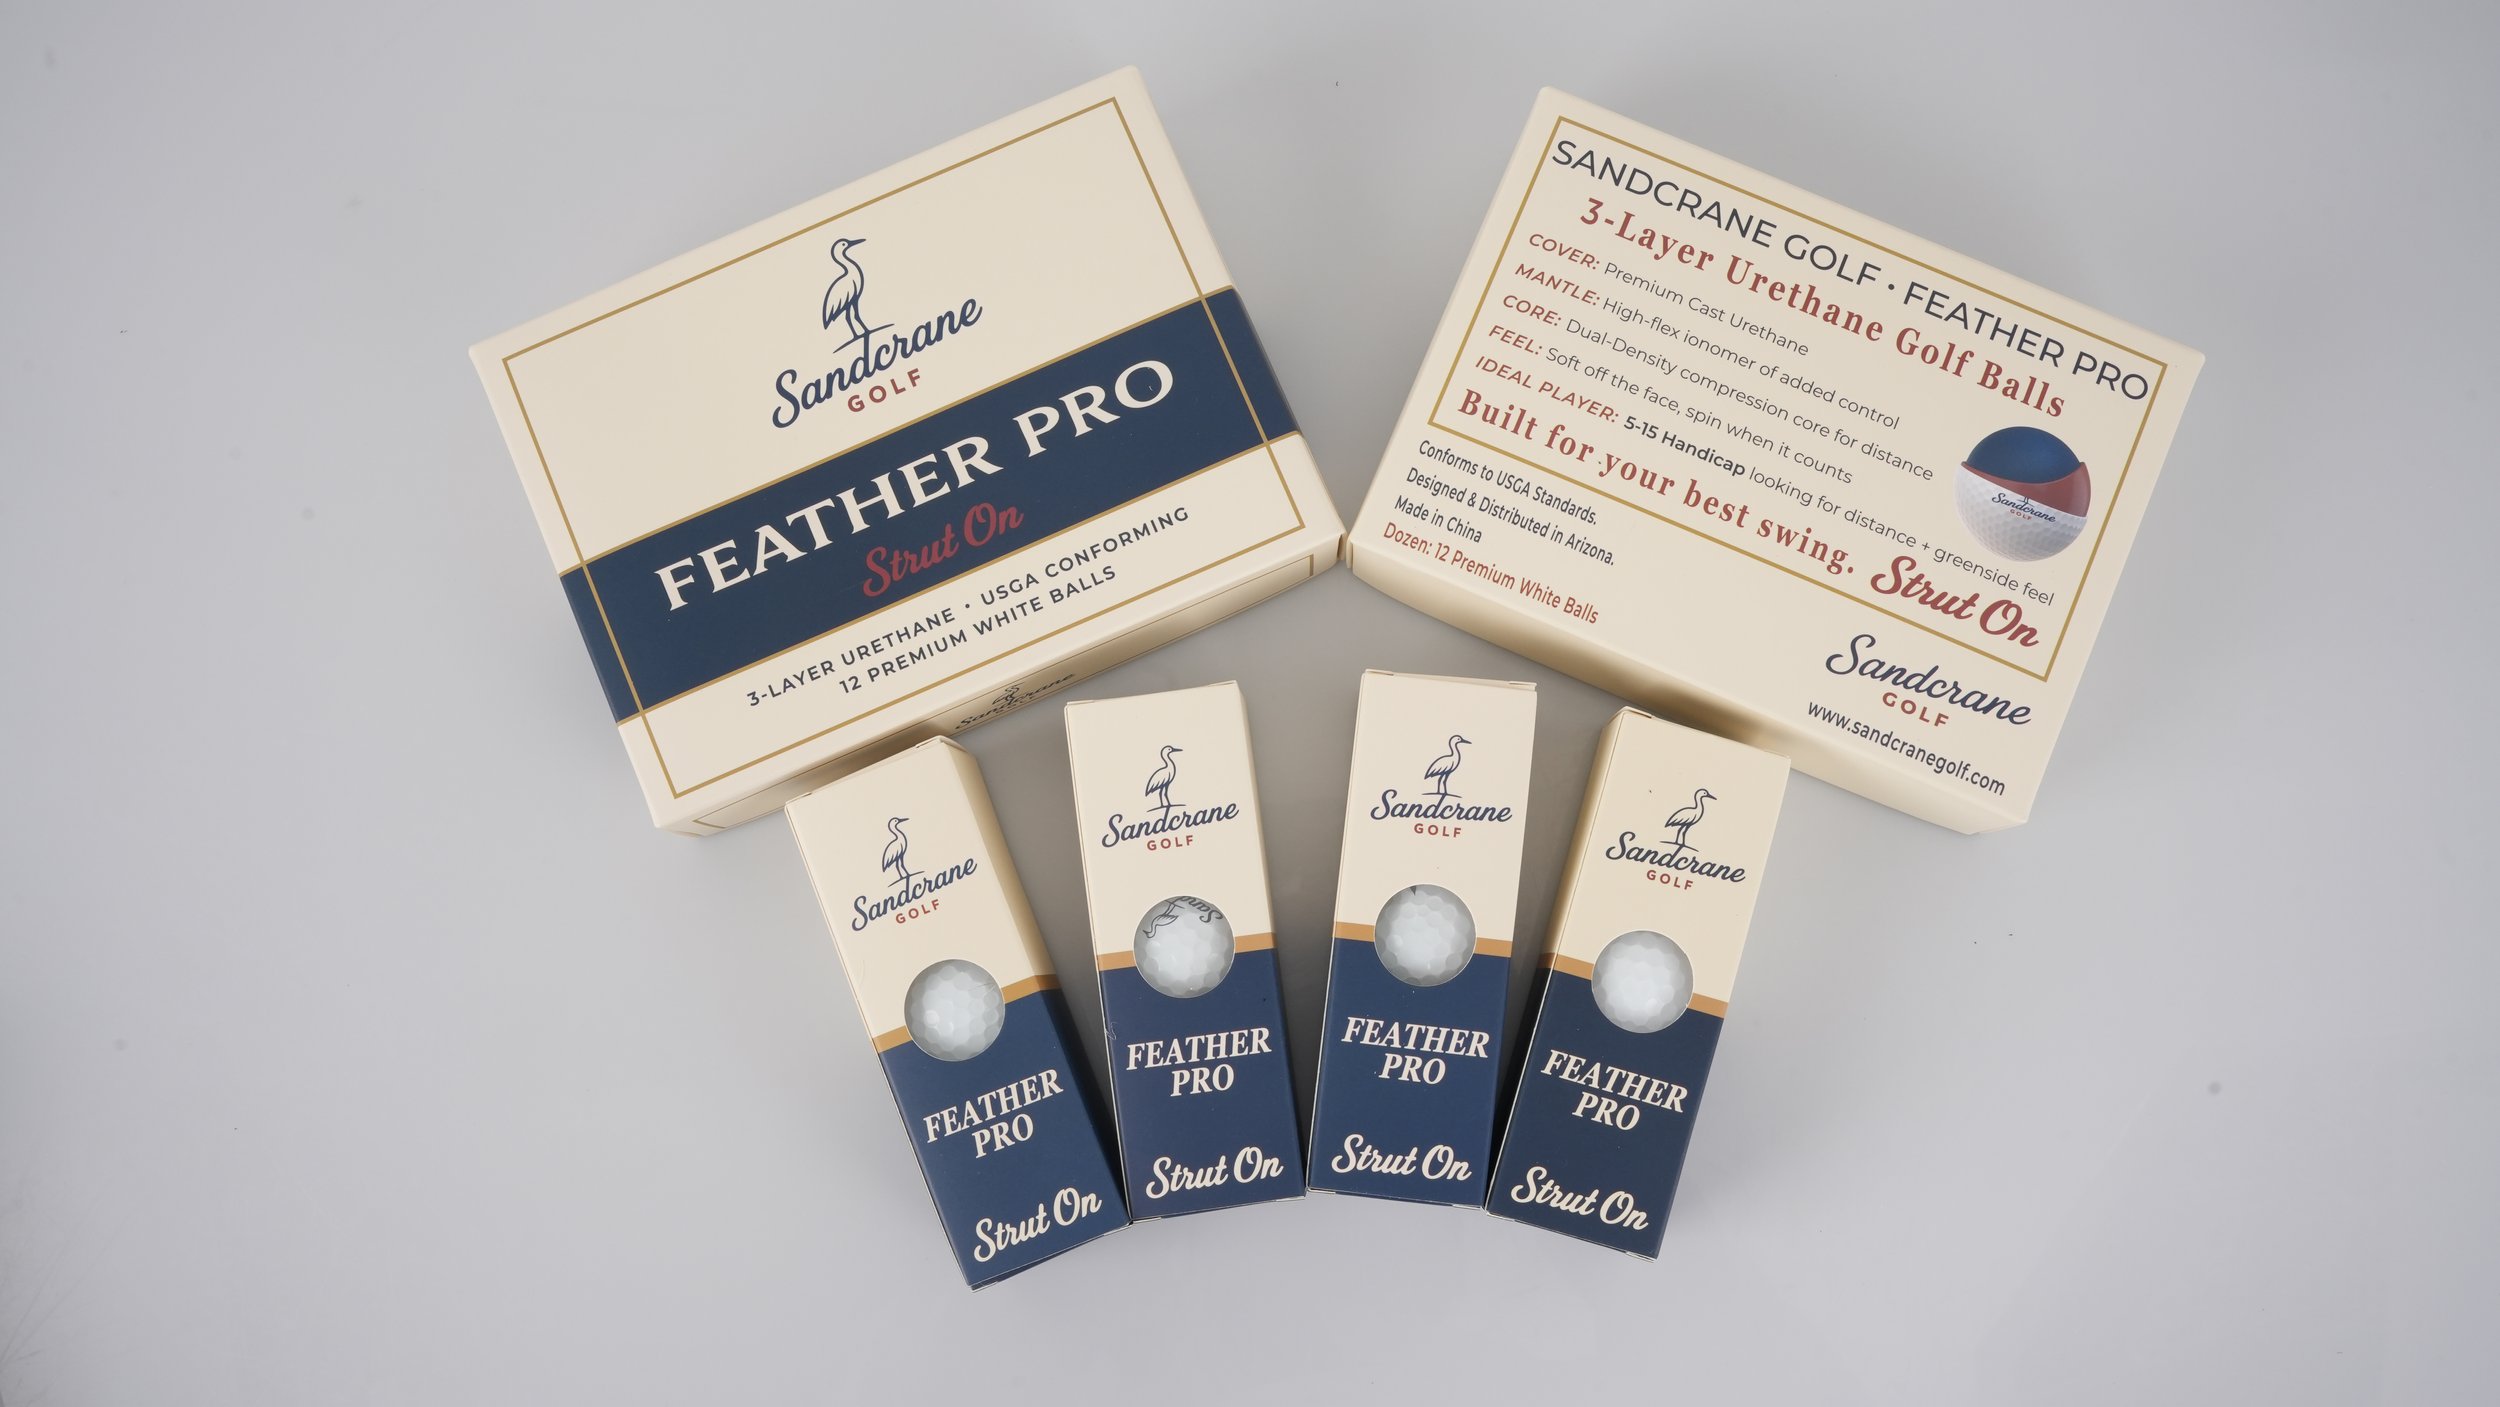 Sandcrane
GOLF
FEATHER PRO
Strut On
3-LAYER URETHANE • USGA CONFORMING
12 PREMIUM WHITE BALLS
Sandcrane
SANDCRANE GOLF • FEATHER PRO
3-Layer Urethane Golf Balls
COVER: Premium Cast Urethane
MANTLE: High-flex ionomer of added control
CORE: Dual-Density compression core for distance
FEEL: Soft off the face, spin when it counts
IDEAL PLAYER: 5-15 Handicap looking for distance + greenside feel
Built for your best swing.
Strut On
Sandcrane
GOLF
Conforms to USGA Standards.
Designed & Distributed in Arizona.
Made in China
Dozen: 12 Premium White Balls
Sandcrane
GOLF
www.sandcranegolf.com
Sandcrane
GOLF
FEATHER
PRO
Strut On
Sandcrane
GOLF
Sand
FEATHER
PRO
Strut On
Sandcrane
GOLF
FEATHER
PRO
Strut On
Sandcrane
GOLF
FEATHER
PRO
Strut On